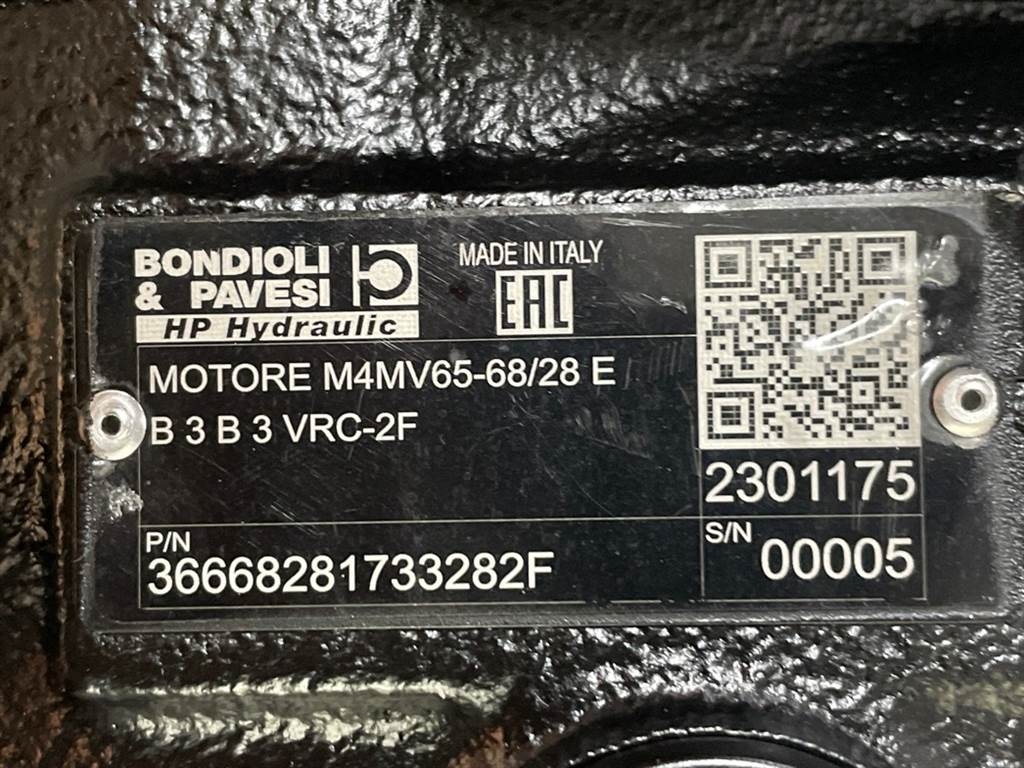 BONDIOLI
& PAVESI
HP Hydraulic
MADE IN ITALY
EAC
MOTORE M4MV65-68/28 E
B 3 B 3 VRC-2F
2301175
P/N
36668281733282F
S/N
00005